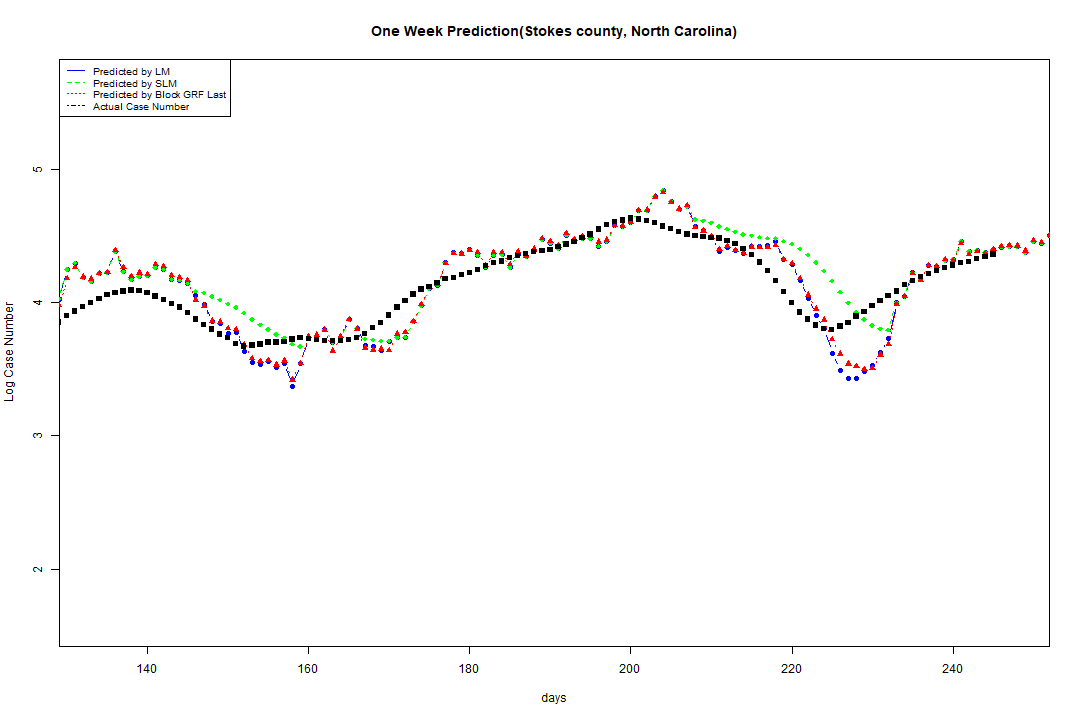 One Week Prediction(Stokes county, North Carolina)
Predicted by LM
Predicted by SLM
Predicted by Block GRF Last
Actual Case Number
5
4
3
2
Log Case Number
140 160 180 200 220 240
days